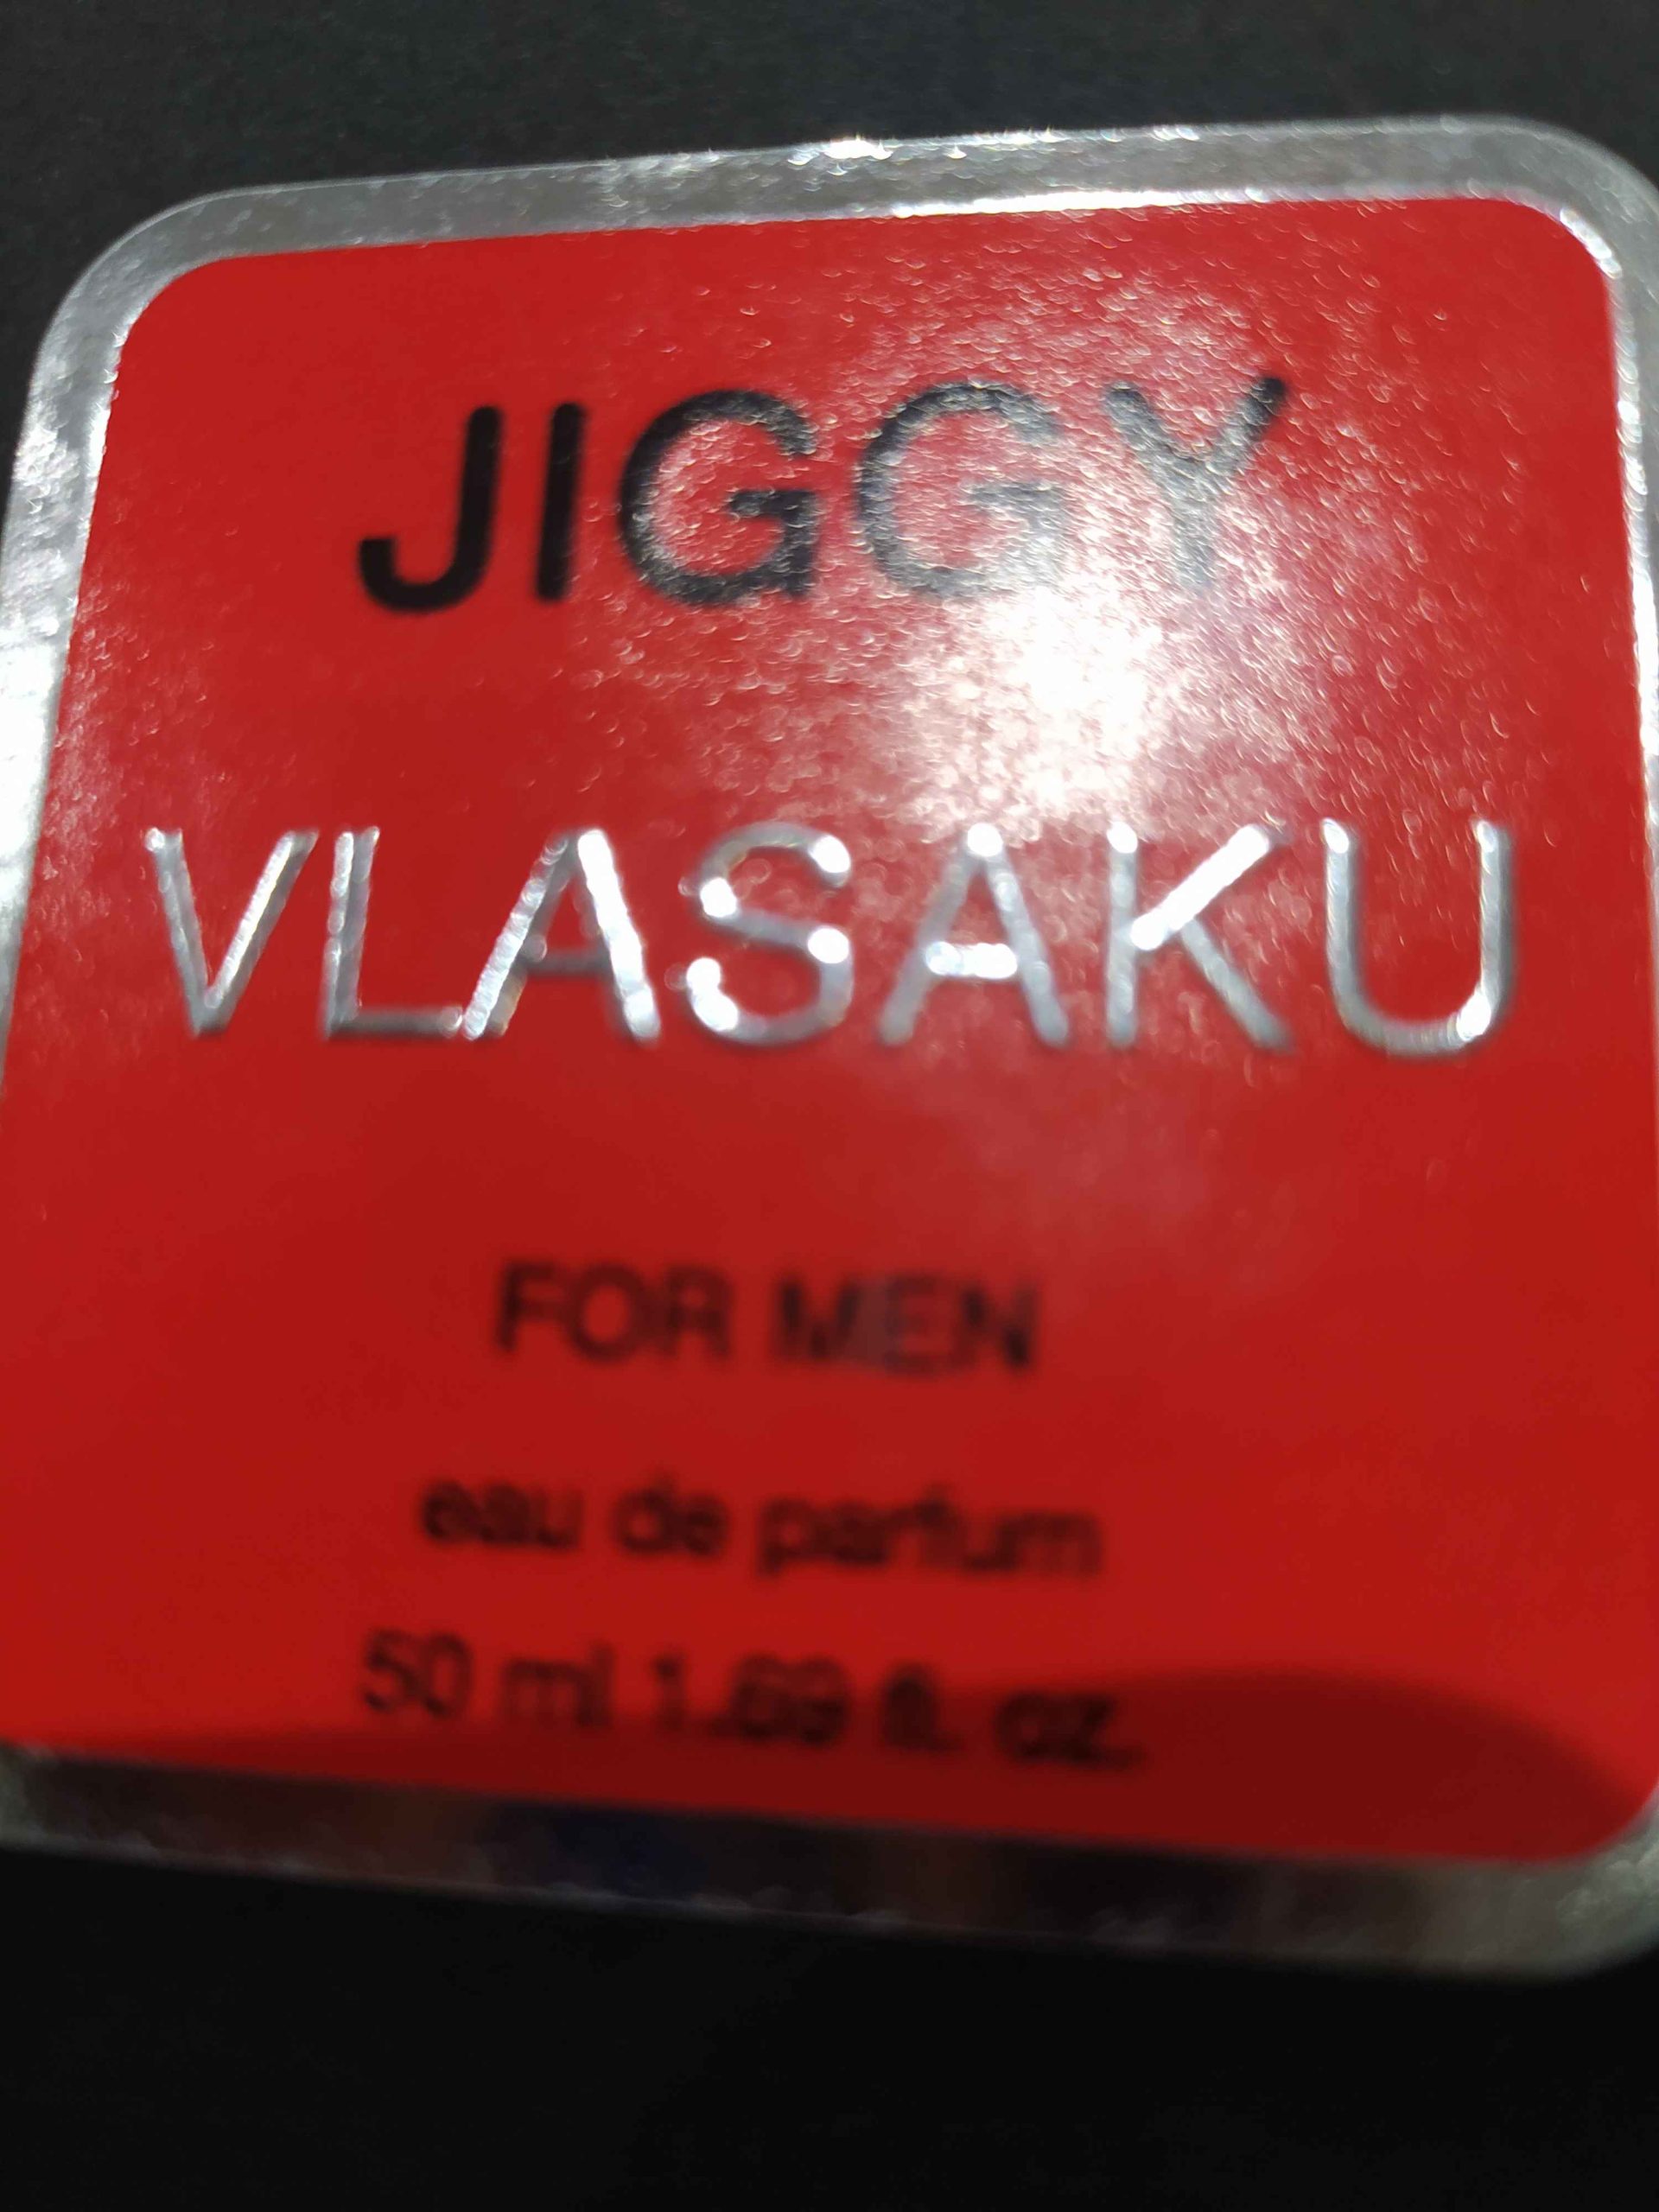 JIGGY
VLASAKU
FOR MEN
eau de parfum
50 ml 1.69 fl. oz.